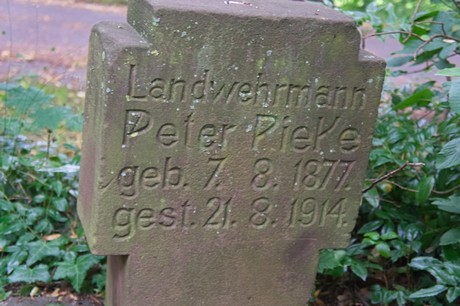 Landwehrmann
Peter Pieke
geb. 7. 8. 1877.
gest. 21. 8. 1914.